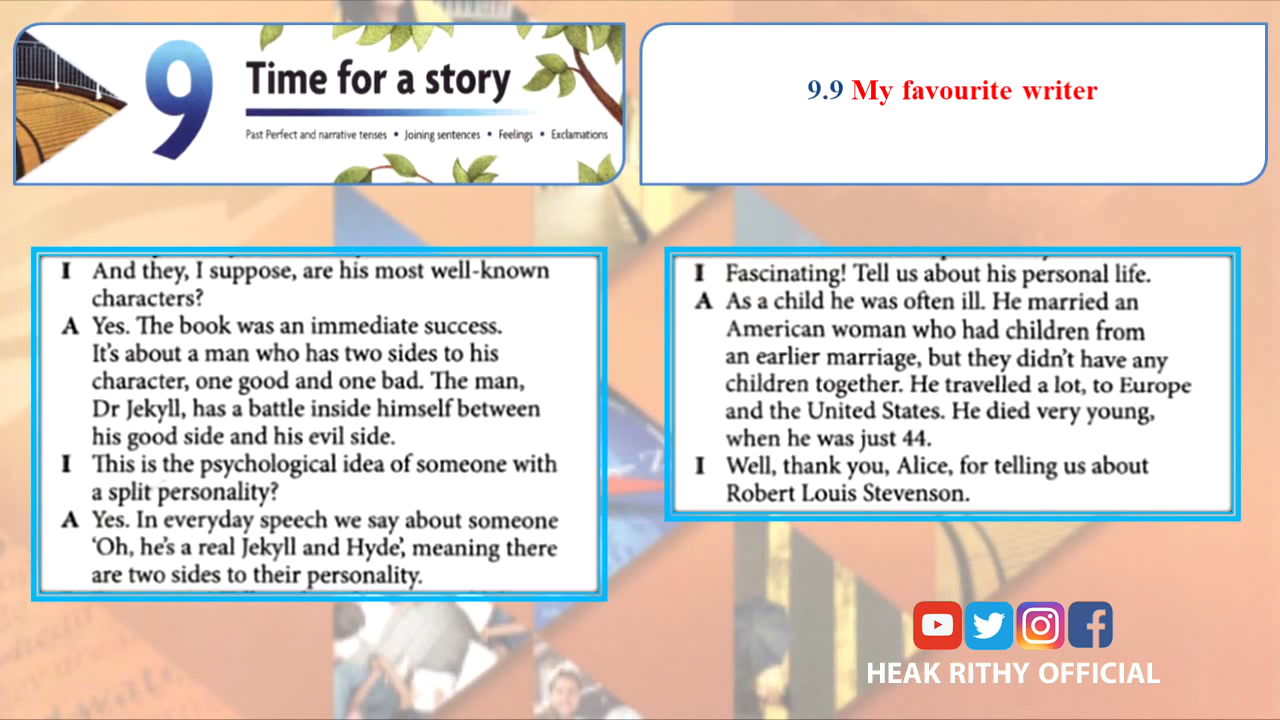 9
Time for a story
Past Perfect and narrative tenses • Joining sentences • Feelings • Exclamations
9.9 My favourite writer
I And they, I suppose, are his most well-known
characters?
A Yes. The book was an immediate success.
It's about a man who has two sides to his
character, one good and one bad. The man,
Dr Jekyll, has a battle inside himself between
his good side and his evil side.
I This is the psychological idea of someone with
a split personality?
A Yes. In everyday speech we say about someone
'Oh, he's a real Jekyll and Hyde', meaning there
are two sides to their personality.
I Fascinating! Tell us about his personal life.
A As a child he was often ill. He married an
American woman who had children from
an earlier marriage, but they didn't have any
children together. He travelled a lot, to Europe
and the United States. He died very young,
when he was just 44.
I Well, thank you, Alice, for telling us about
Robert Louis Stevenson.
HEAK RITHY OFFICIAL